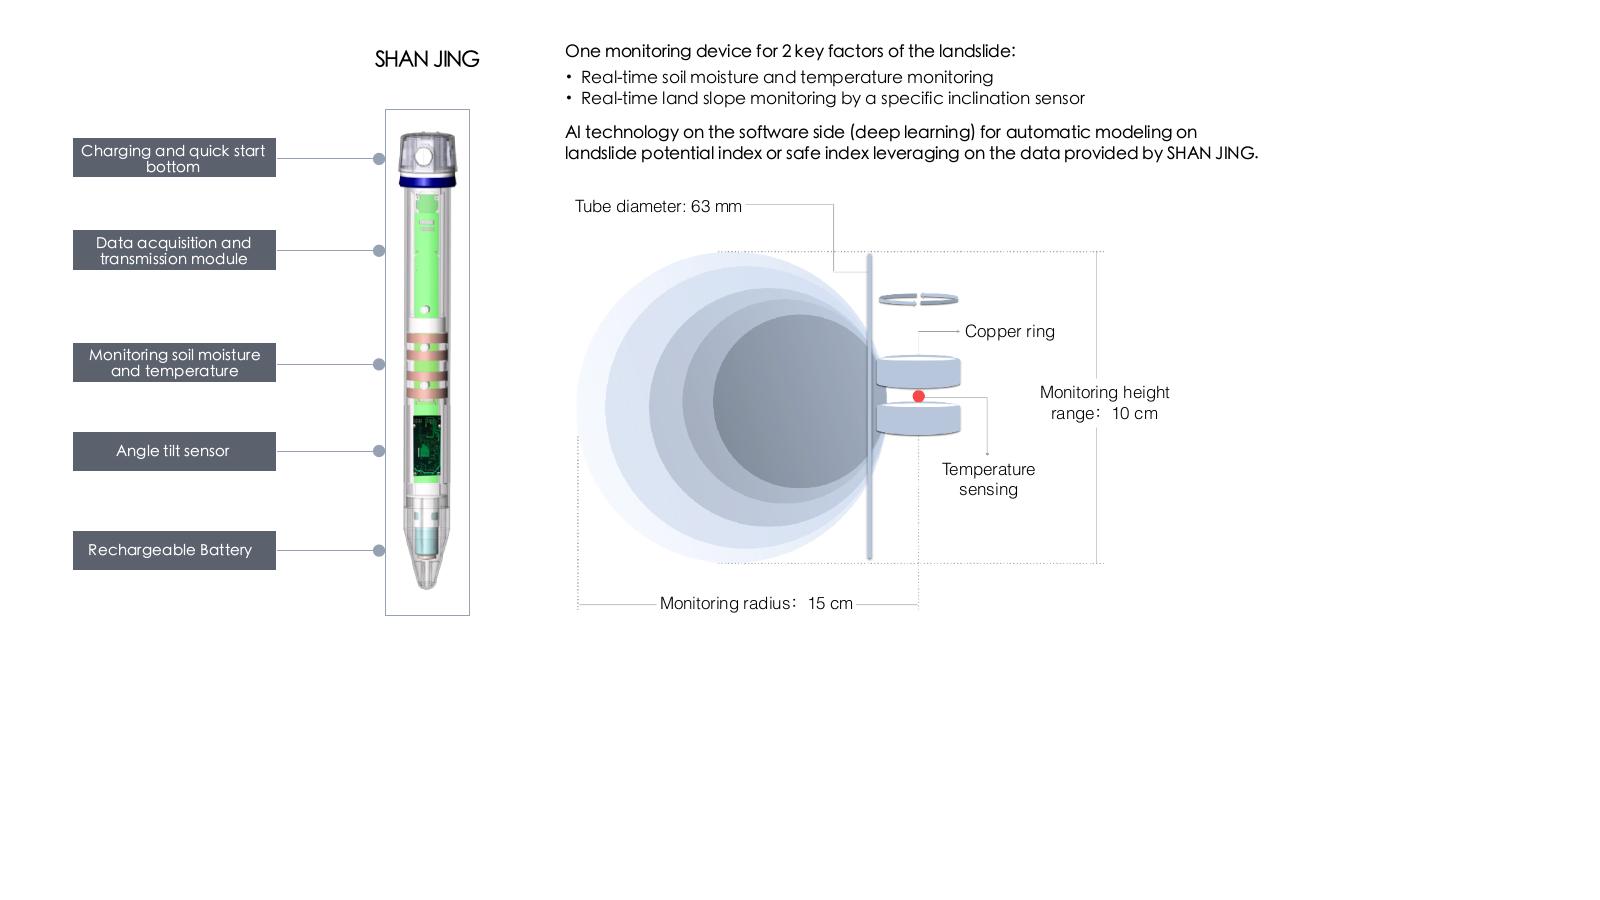 SHAN JING
Charging and quick start
bottom
Data acquisition and
transmission module
Monitoring soil moisture
and temperature
Angle tilt sensor
Rechargeable Battery
One monitoring device for 2 key factors of the landslide:
• Real-time soil moisture and temperature monitoring
• Real-time land slope monitoring by a specific inclination sensor
AI technology on the software side (deep learning) for automatic modeling on
landslide potential index or safe index leveraging on the data provided by SHAN JING.
Tube diameter: 63 mm
Copper ring
Monitoring height
range： 10 cm
Temperature
sensing
Monitoring radius： 15 cm